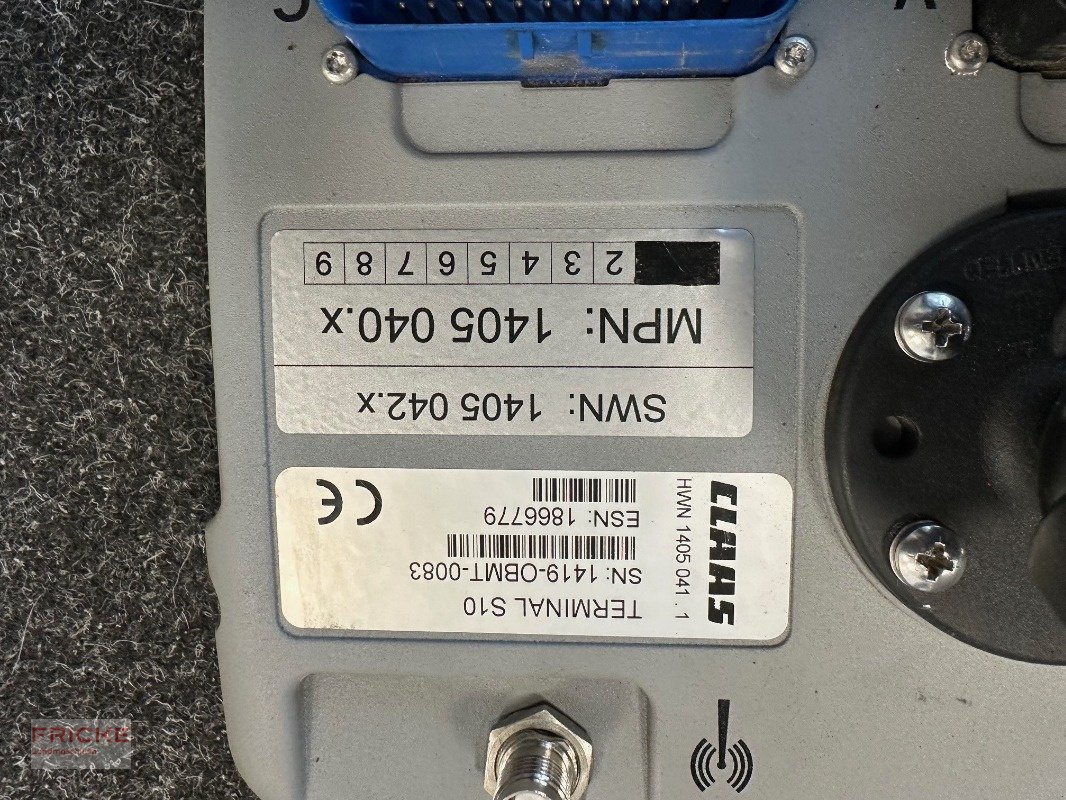 CLAAS
HWN 1405 041 . 1
TERMINAL S10
SN: 1419-OBMT-0083
ESN: 1866779
CE
SWN: 1405 042.x
MPN: 1405 040.x
2 3 4 5 6 7 8 9
FRICKE